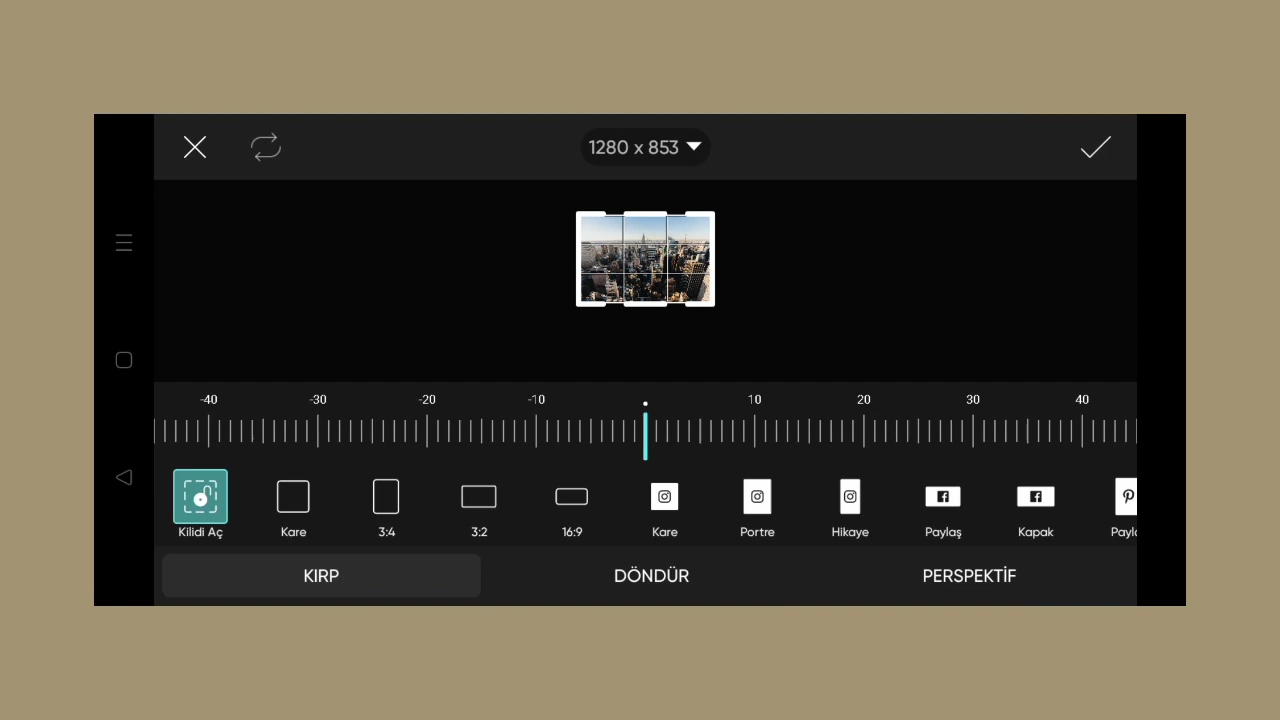 1280 x 853
-40 -30 -20 -10 10 20 30 40
Kilidi Aç Kare 3:4 3:2 16:9 Kare Portre Hikaye Paylaş Kapak
KIRP DÖNDÜR PERSPEKTİF